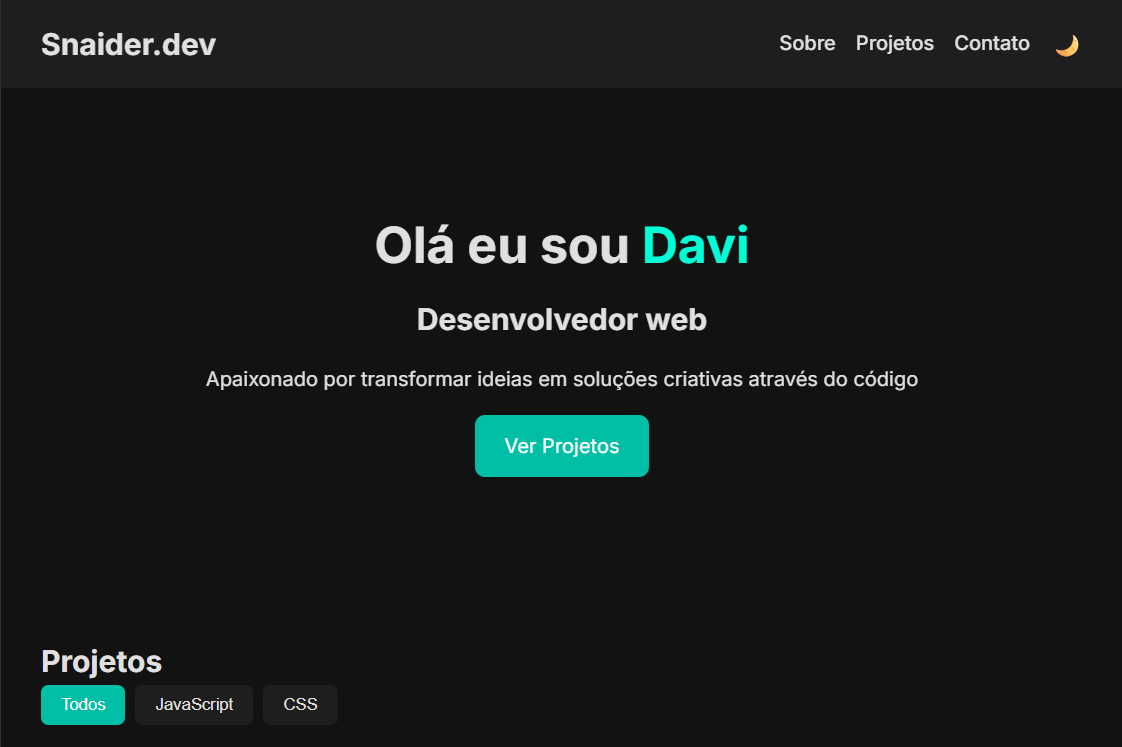 Snaider.dev
Sobre Projetos Contato
Olá eu sou Davi
Desenvolvedor web
Apaixonado por transformar ideias em soluções criativas através do código
Ver Projetos
Projetos
Todos JavaScript CSS